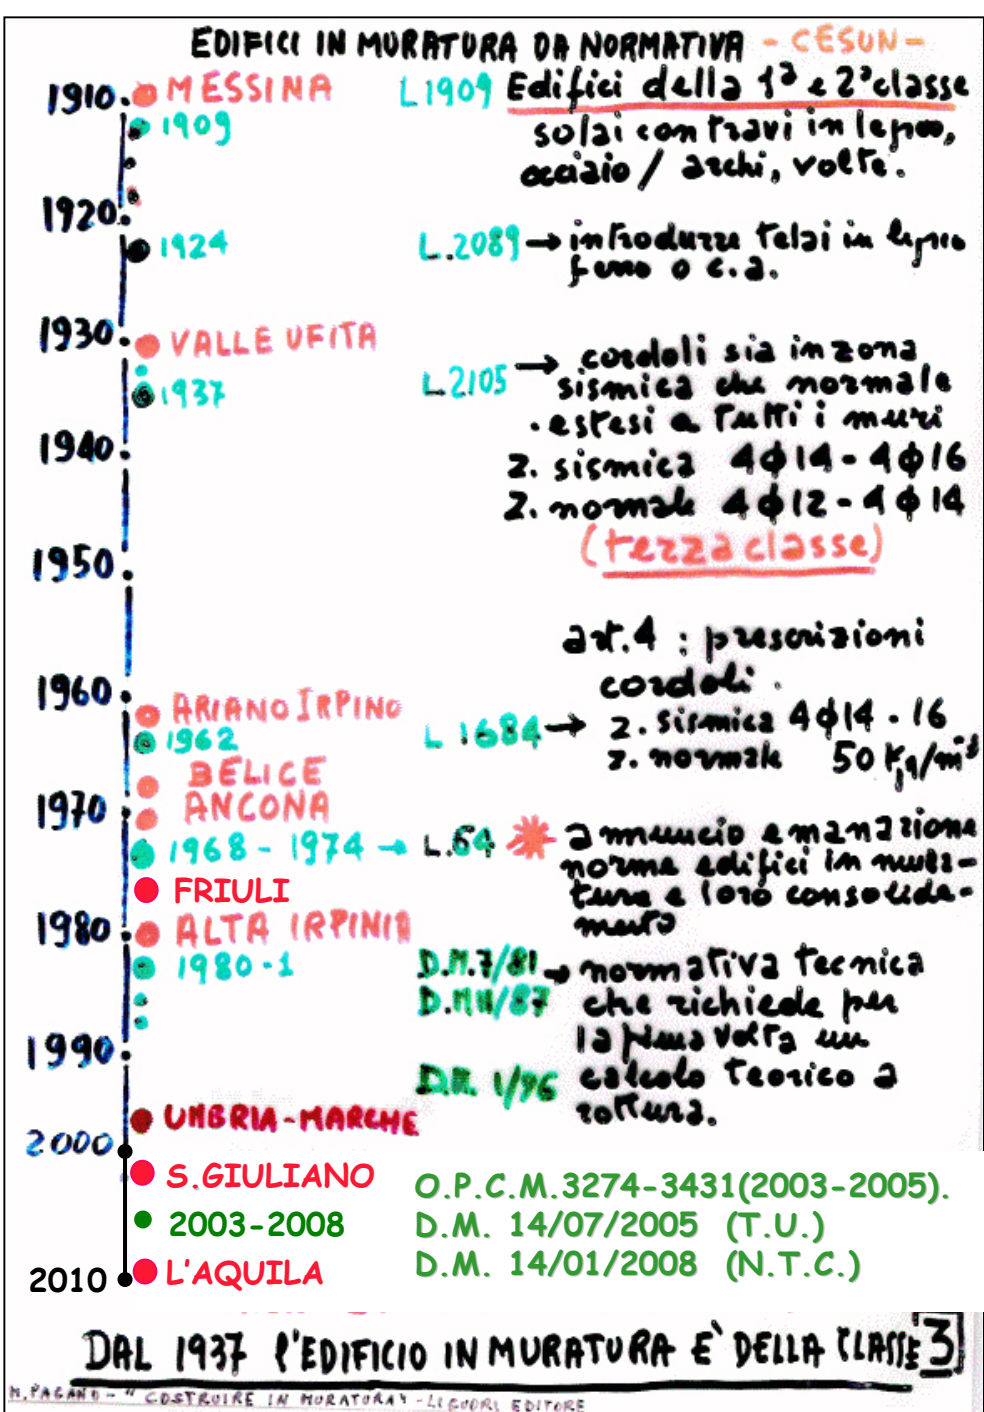 EDIFICI IN MURATURA DA NORMATIVA - CESUN -
1910. MESSINA L1909 Edifici della 1ª e 2ª classe
1909 solai con travi in legno,
acciaio / archi, volte.
1920.
1924 L.2089 → introduzze telai in legno
ferro o c.a.
1930. VALLE UFITA
→ cordoli sia in zona
1937 L.2105 sismica che normale
. estesi a tutti i muri
1940.
z. sismica 4φ14 - 4φ16
z. normale 4φ12 - 4φ14
(terza classe)
1950.
art.4 : prescrizioni
cordoli.
1960. ARIANO IRPINO
1962 L 1684 → z. sismica 4φ14 - 16
z. normale 50 Kg/m³
BELICE
1970 ANCONA
1968 - 1974 → L.64 annuncio emanazione
norme edifici in mura-
ture e loro consolida-
mento
FRIULI
1980 ALTA IRPINIA
1980-1 D.M.7/81 → normativa tecnica
D.M 11/87 che richiede per
la prima volta un
1990 D.M. 1/96 calcolo teorico a
rottura.
UMBRIA-MARCHE
2000
S.GIULIANO O.P.C.M.3274-3431(2003-2005).
2003-2008 D.M. 14/07/2005 (T.U.)
2010 L'AQUILA D.M. 14/01/2008 (N.T.C.)
DAL 1937 l'EDIFICIO IN MURATURA E' DELLA CLASSE 3
M.PAGANO - "COSTRUIRE IN MURATURA" - LIGUORI EDITORE